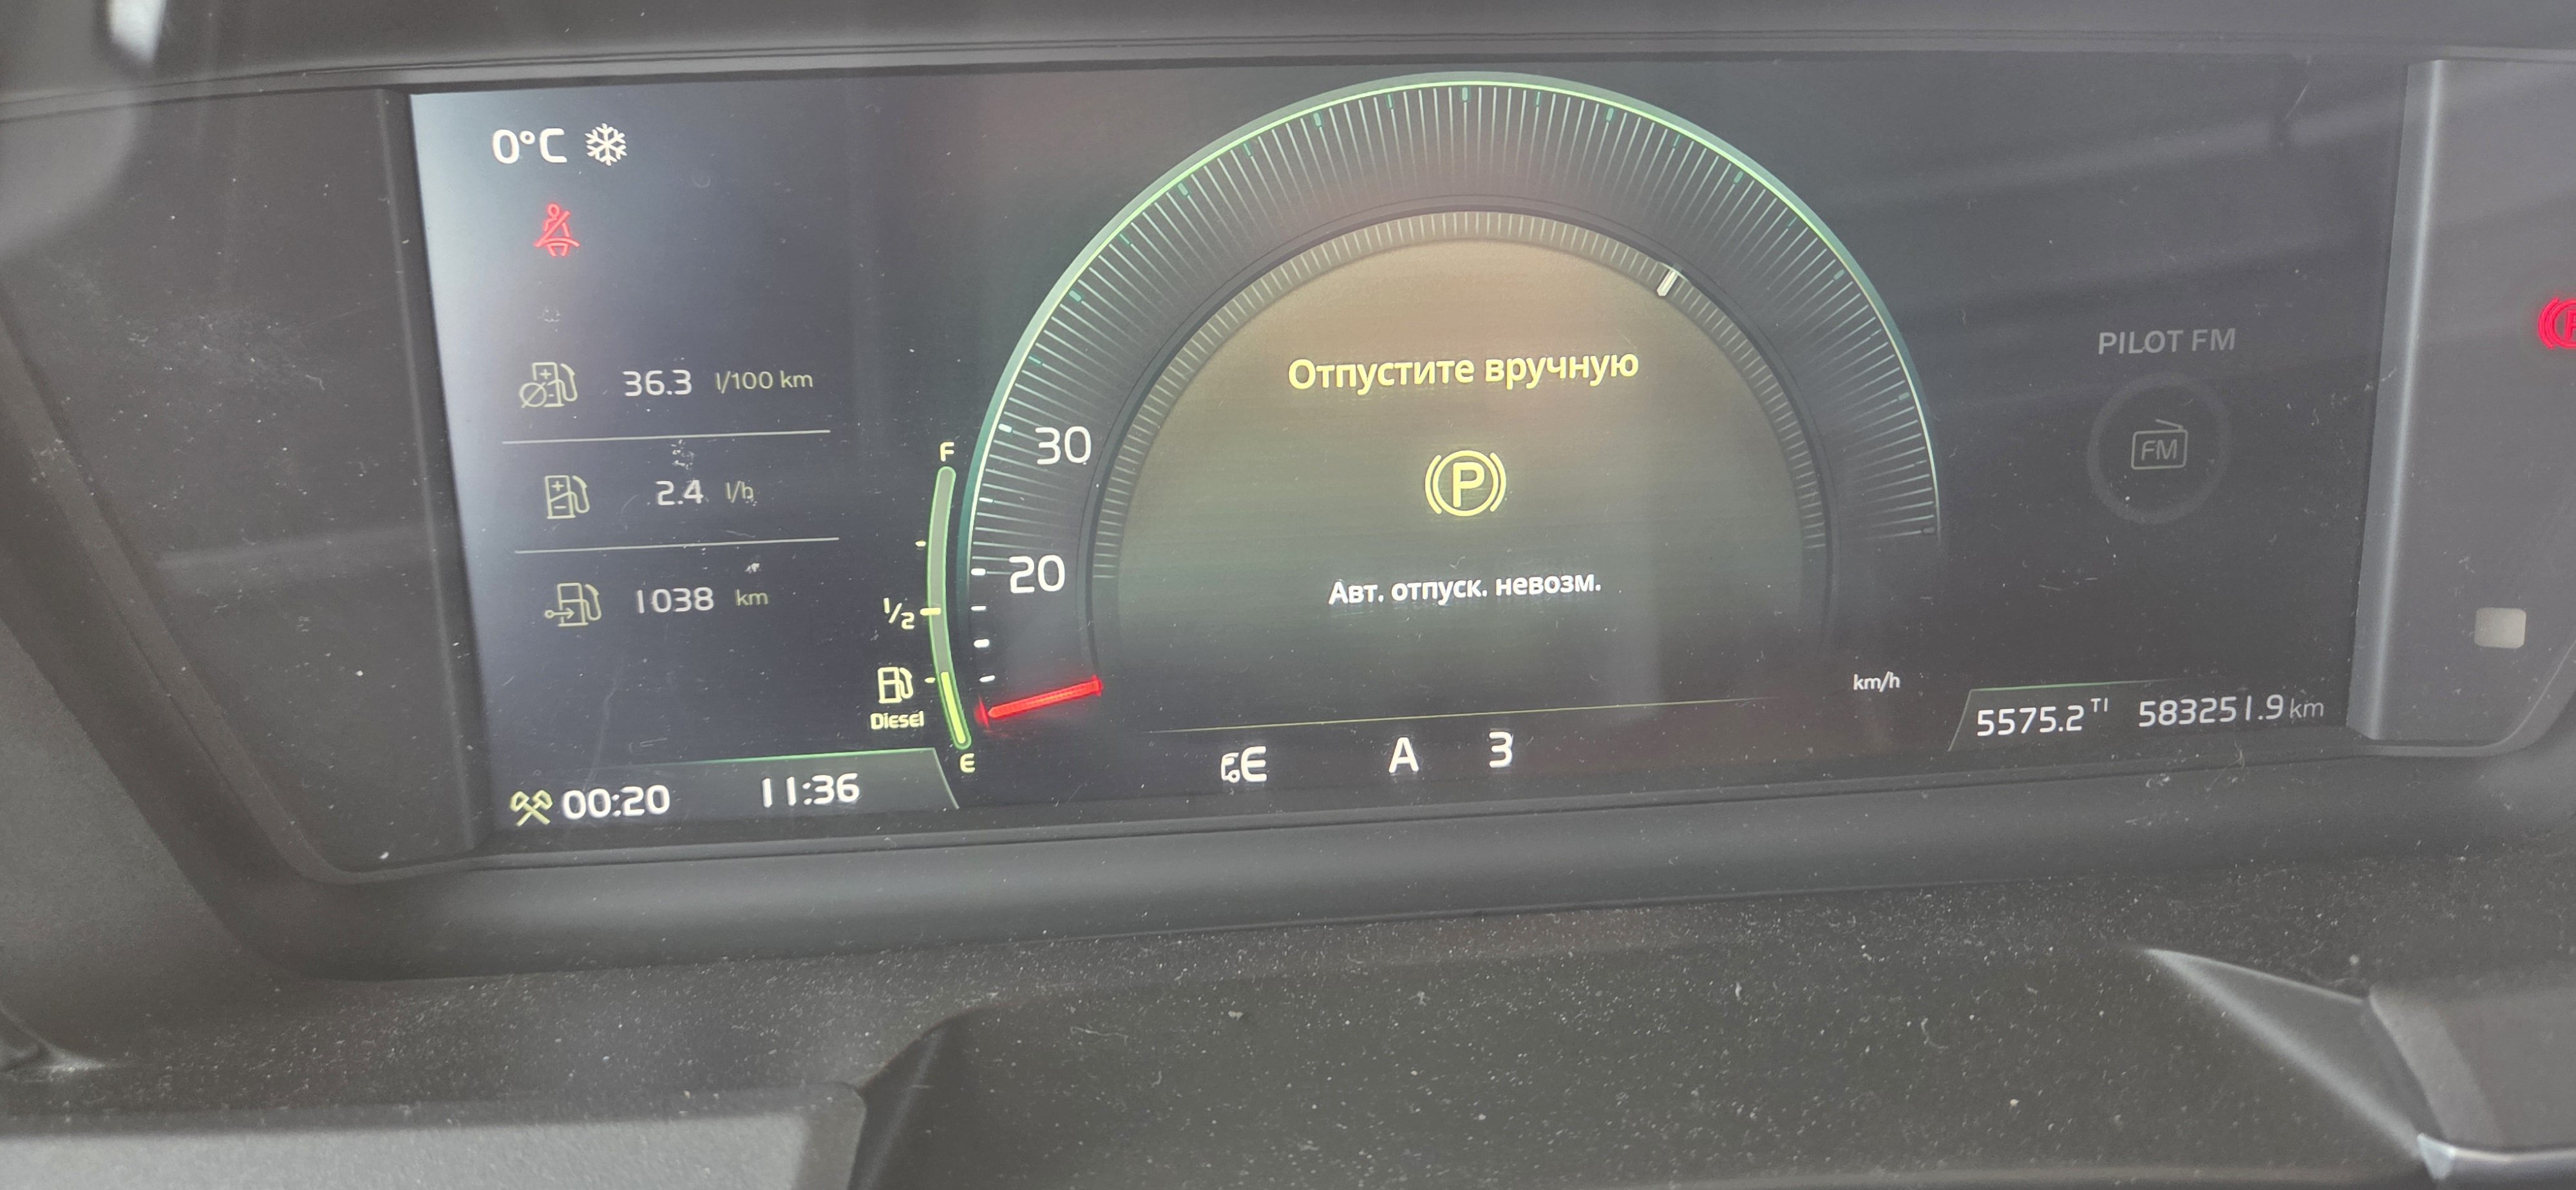 0°C
36.3 l/100 km
2.4 l/h
1038 km
00:20 11:36
F
1/2
Diesel
E
30
20
Отпустите вручную
P
Авт. отпуск. невозм.
km/h
E A 3
PILOT FM
FM
5575.2 T1 583251.9 km